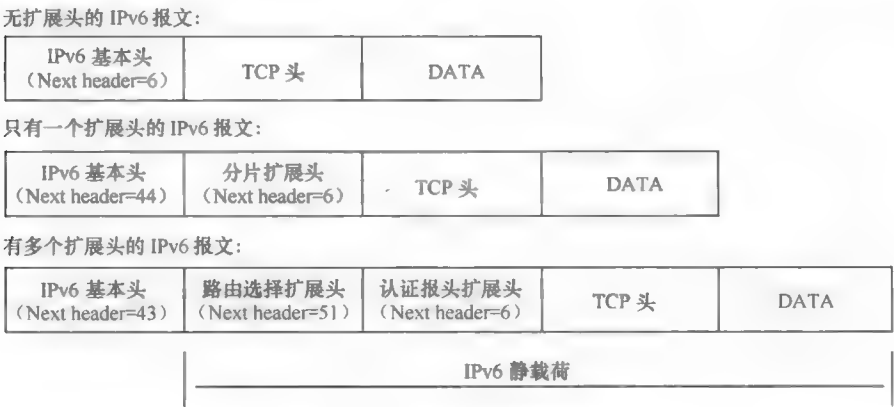 无扩展头的 IPv6 报文：
IPv6 基本头
（Next header=6）
TCP 头
DATA
只有一个扩展头的 IPv6 报文：
IPv6 基本头
（Next header=44）
分片扩展头
（Next header=6）
TCP 头
DATA
有多个扩展头的 IPv6 报文：
IPv6 基本头
（Next header=43）
路由选择扩展头
（Next header=51）
认证报头扩展头
（Next header=6）
TCP 头
DATA
IPv6 静载荷